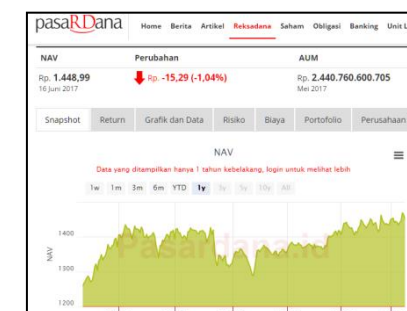 pasaRDana
Home Berita Artikel Reksadana Saham Obligasi Banking Unit L
NAV Perubahan AUM
Rp. 1.448,99 Rp. -15,29 (-1,04%) Rp. 2.440.760.600.705
16 Juni 2017 Mei 2017
Snapshot Return Grafik dan Data Risiko Biaya Portofolio Perusahaan
NAV
Data yang ditampilkan hanya 1 tahun kebelakang, login untuk melihat lebih
1w 1m 3m 6m YTD 1y 3y 5y 10y All
Pasardana.id
1400
NAV
1300
1200